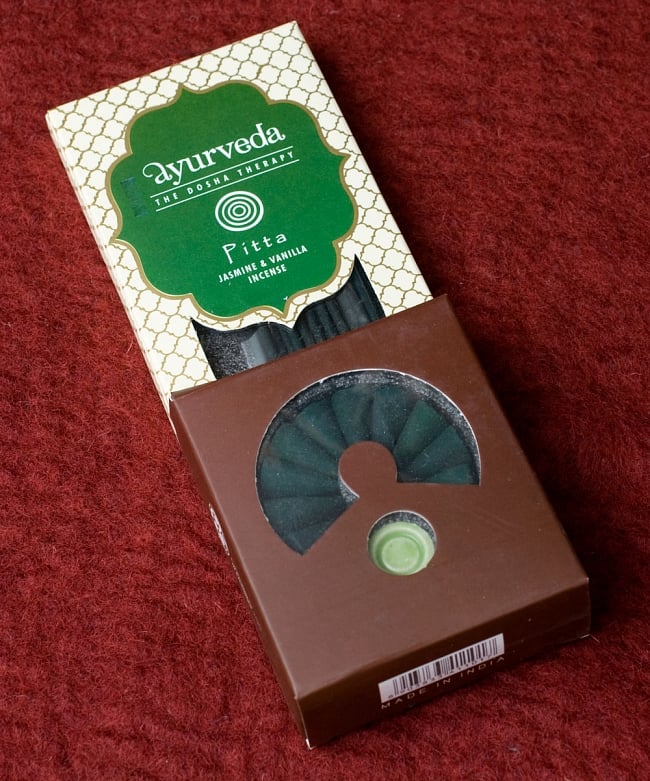 ayurveda
THE DOSHA THERAPY
Pitta
JASMINE & VANILLA
INCENSE
MADE IN INDIA